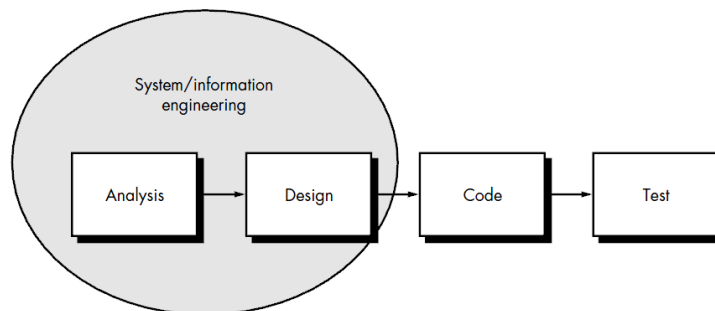 System/information
engineering
Analysis
Design
Code
Test